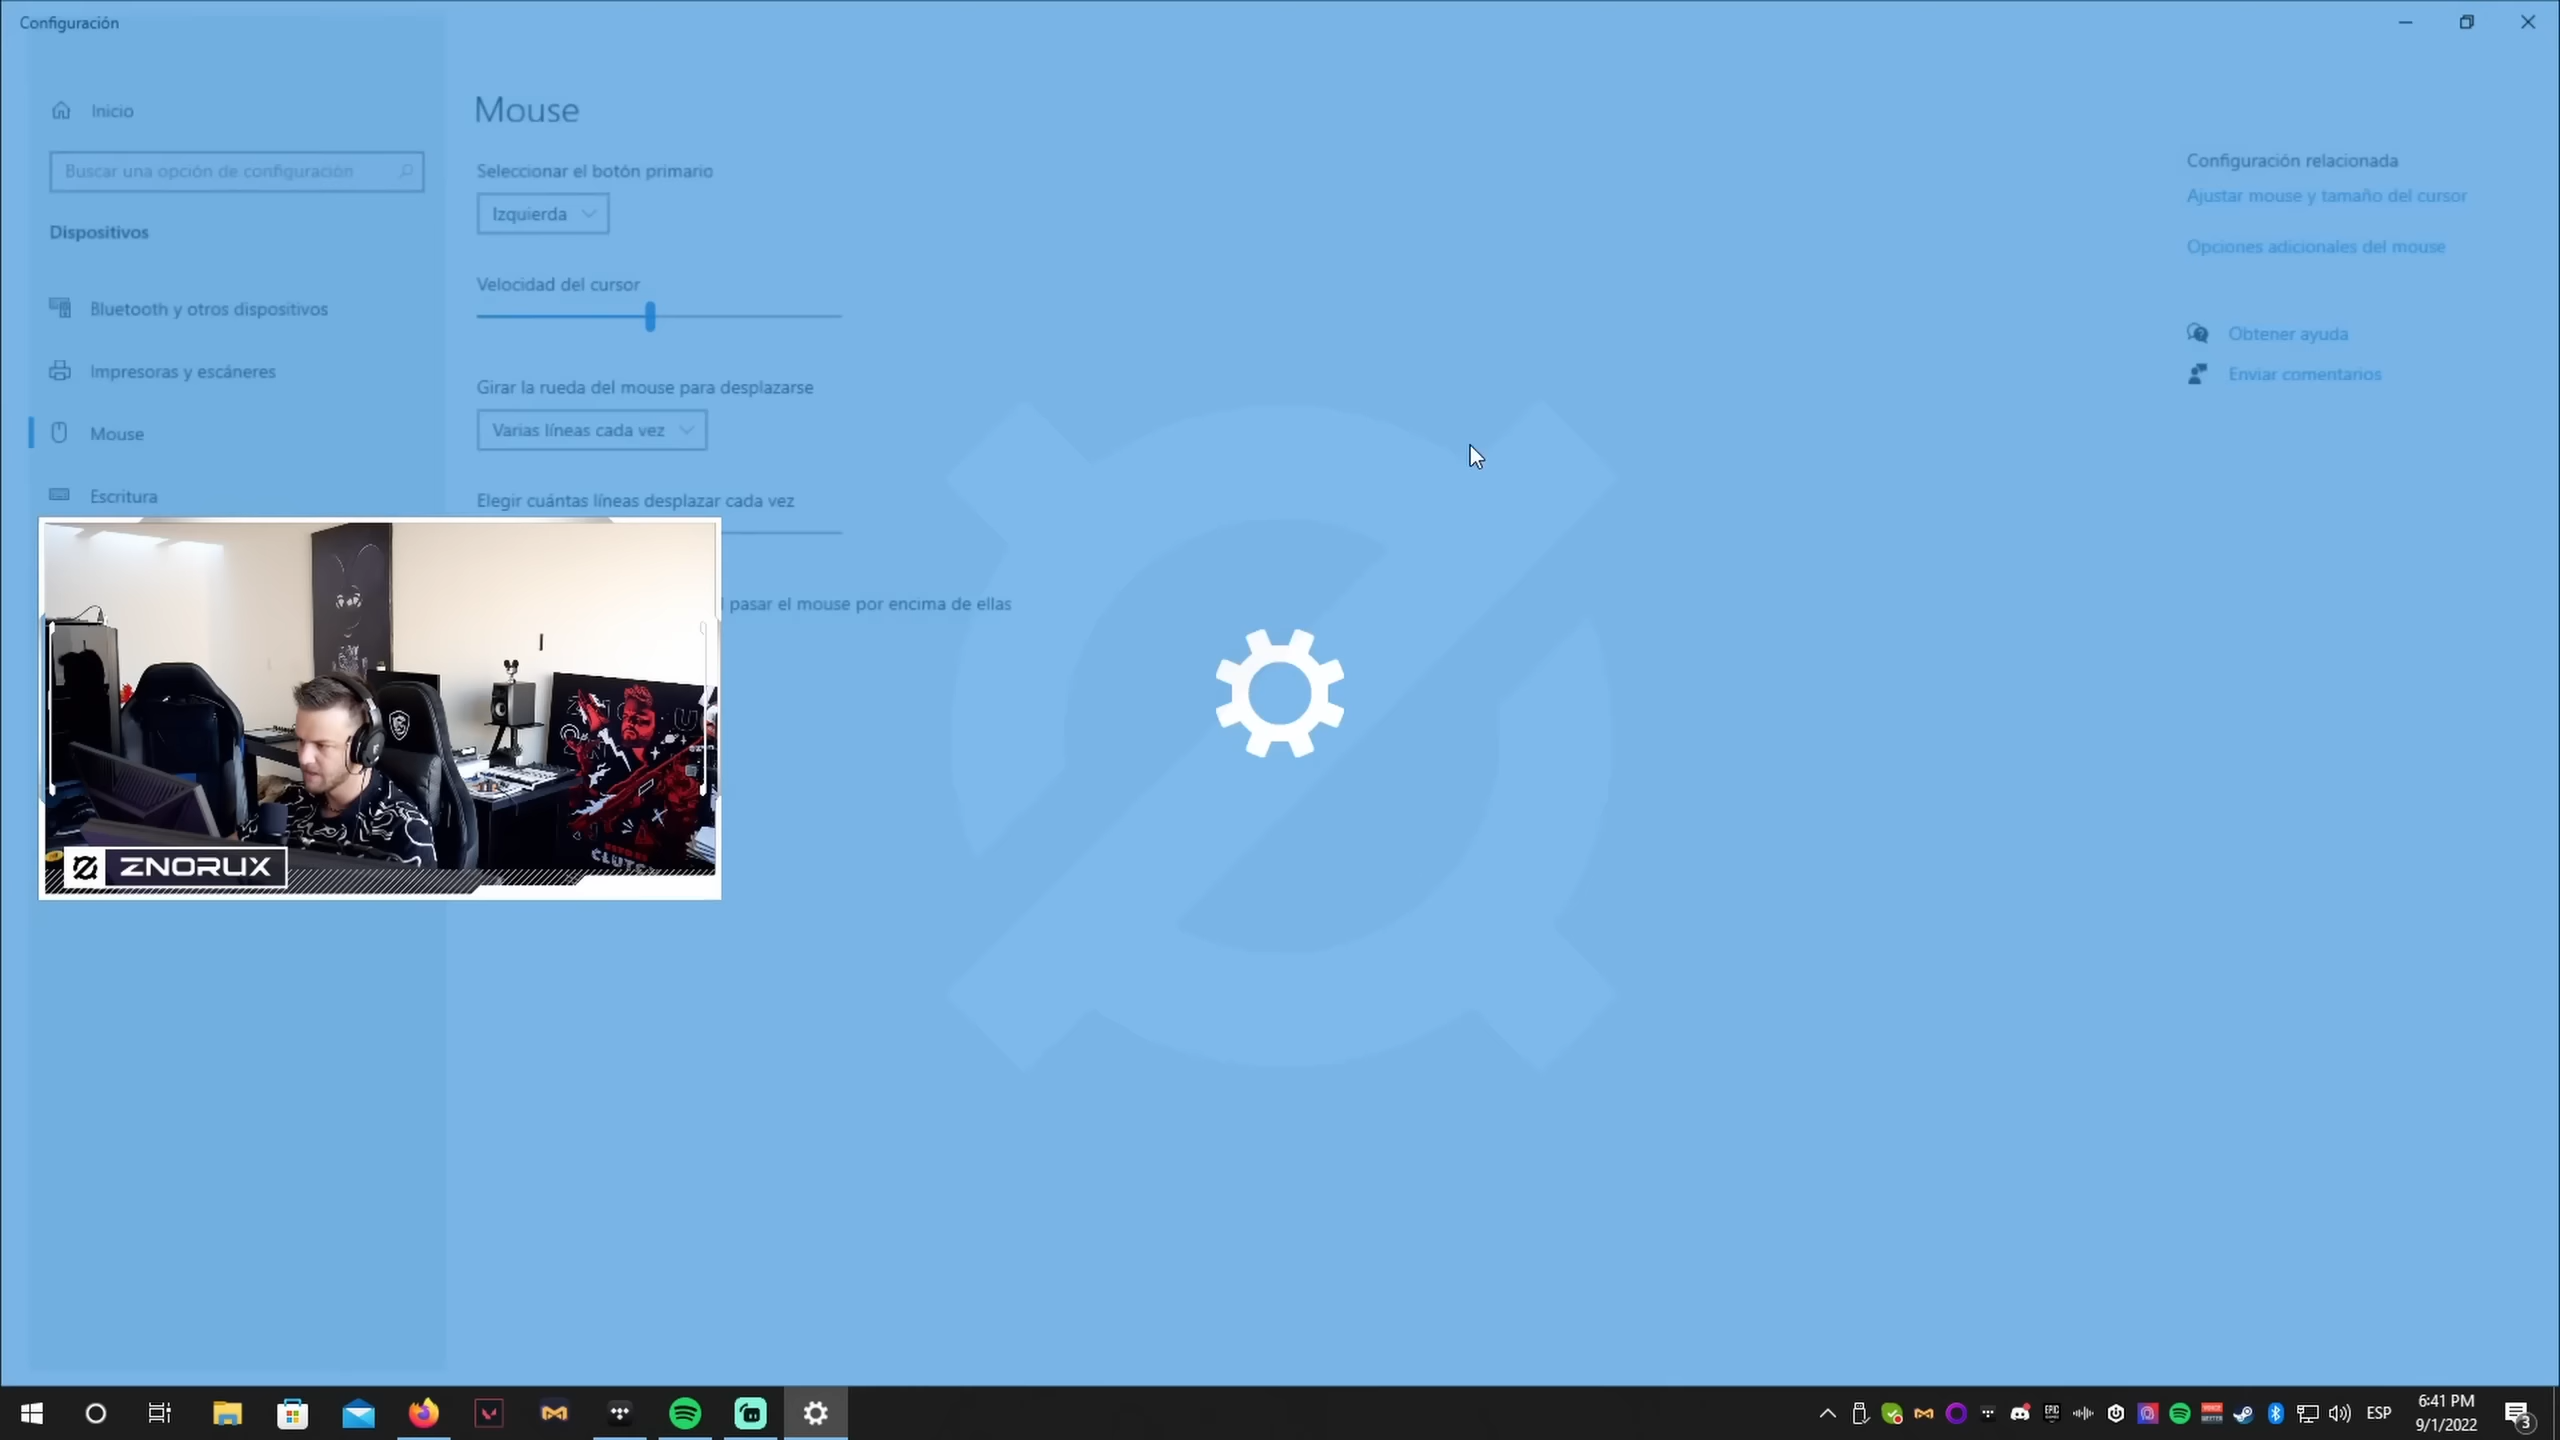 Configuración
Inicio
Buscar una opción de configuración
Dispositivos
Bluetooth y otros dispositivos
Impresoras y escáneres
Mouse
Escritura
Mouse
Seleccionar el botón primario
Izquierda
Velocidad del cursor
Girar la rueda del mouse para desplazarse
Varias líneas cada vez
Elegir cuántas líneas desplazar cada vez
l pasar el mouse por encima de ellas
Configuración relacionada
Ajustar mouse y tamaño del cursor
Opciones adicionales del mouse
Obtener ayuda
Enviar comentarios
ZNORUX
ESP
6:41 PM
9/1/2022
3